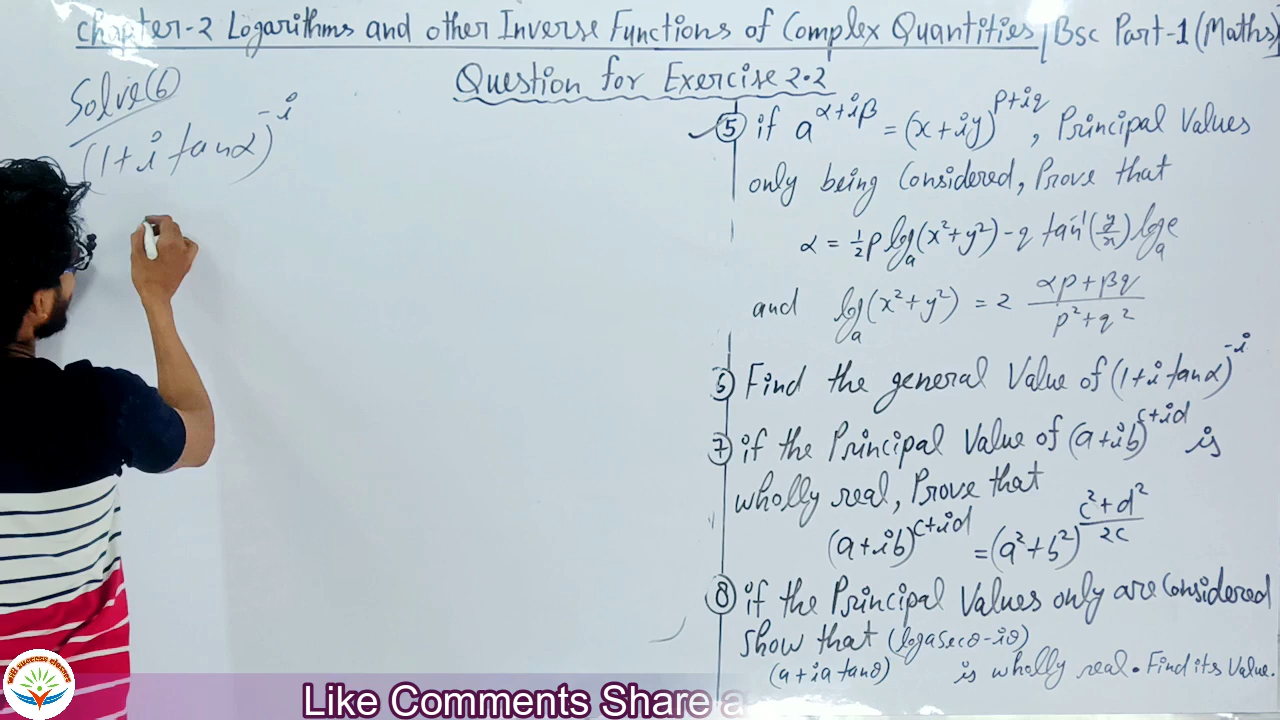 Chapter-2 Logarithms and other Inverse Functions of Complex Quantities | Bsc Part-1 (Maths)
Question for Exercise 2.2
Solve (6)
(1+i tanα)^-i
(5) if a^α+iβ = (x+iy)^p+iq, Principal Values
only being Considered, Prove that
α = 1/2 p log_a(x²+y²) - q tan⁻¹(y/x) log_a e
and log_a(x²+y²) = 2 (αp+βq)/(p²+q²)
(6) Find the general Value of (1+i tanα)^-i
(7) if the Principal Value of (a+ib)^c+id is
wholly real, Prove that
(a+ib)^c+id = (a²+b²)^(c²+d²)/2c
(8) if the Principal Values only are Considered
show that (a+ia tanθ)^(log a secθ-iθ) is wholly real. Find its Value.
Like Comments Share a